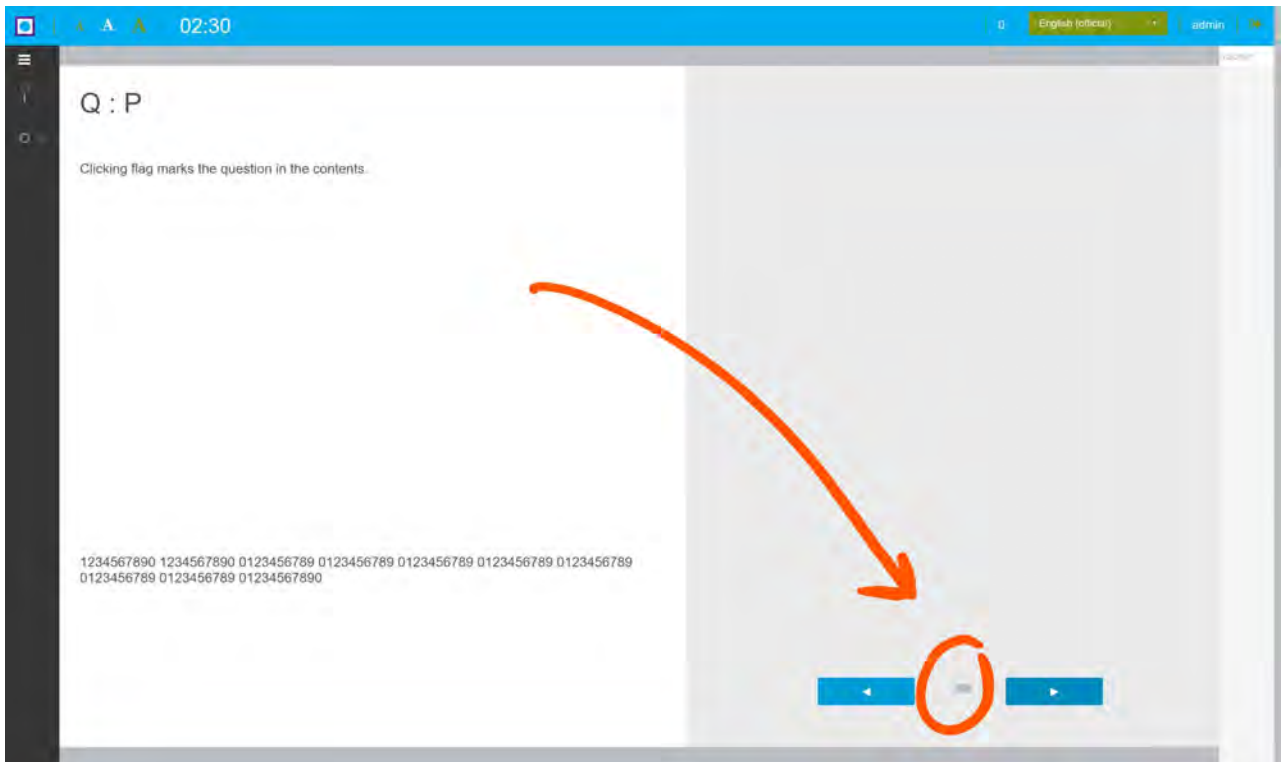 A A 02:30 0 English (official) admin
Q : P
Clicking flag marks the question in the contents.
1234567890 1234567890 0123456789 0123456789 0123456789 0123456789 0123456789
0123456789 0123456789 01234567890